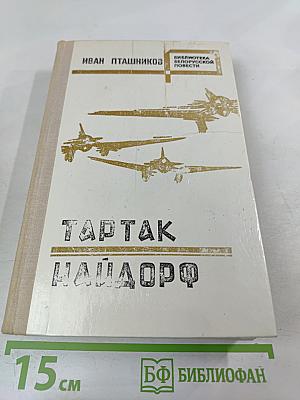 ИВАН ПТАШНИКОВ
БИБЛИОТЕКА
БЕЛОРУССКОЙ
ПОВЕСТИ
ТАРТАК
НАЙДОРФ
15 см
БФ БИБЛИОФАН